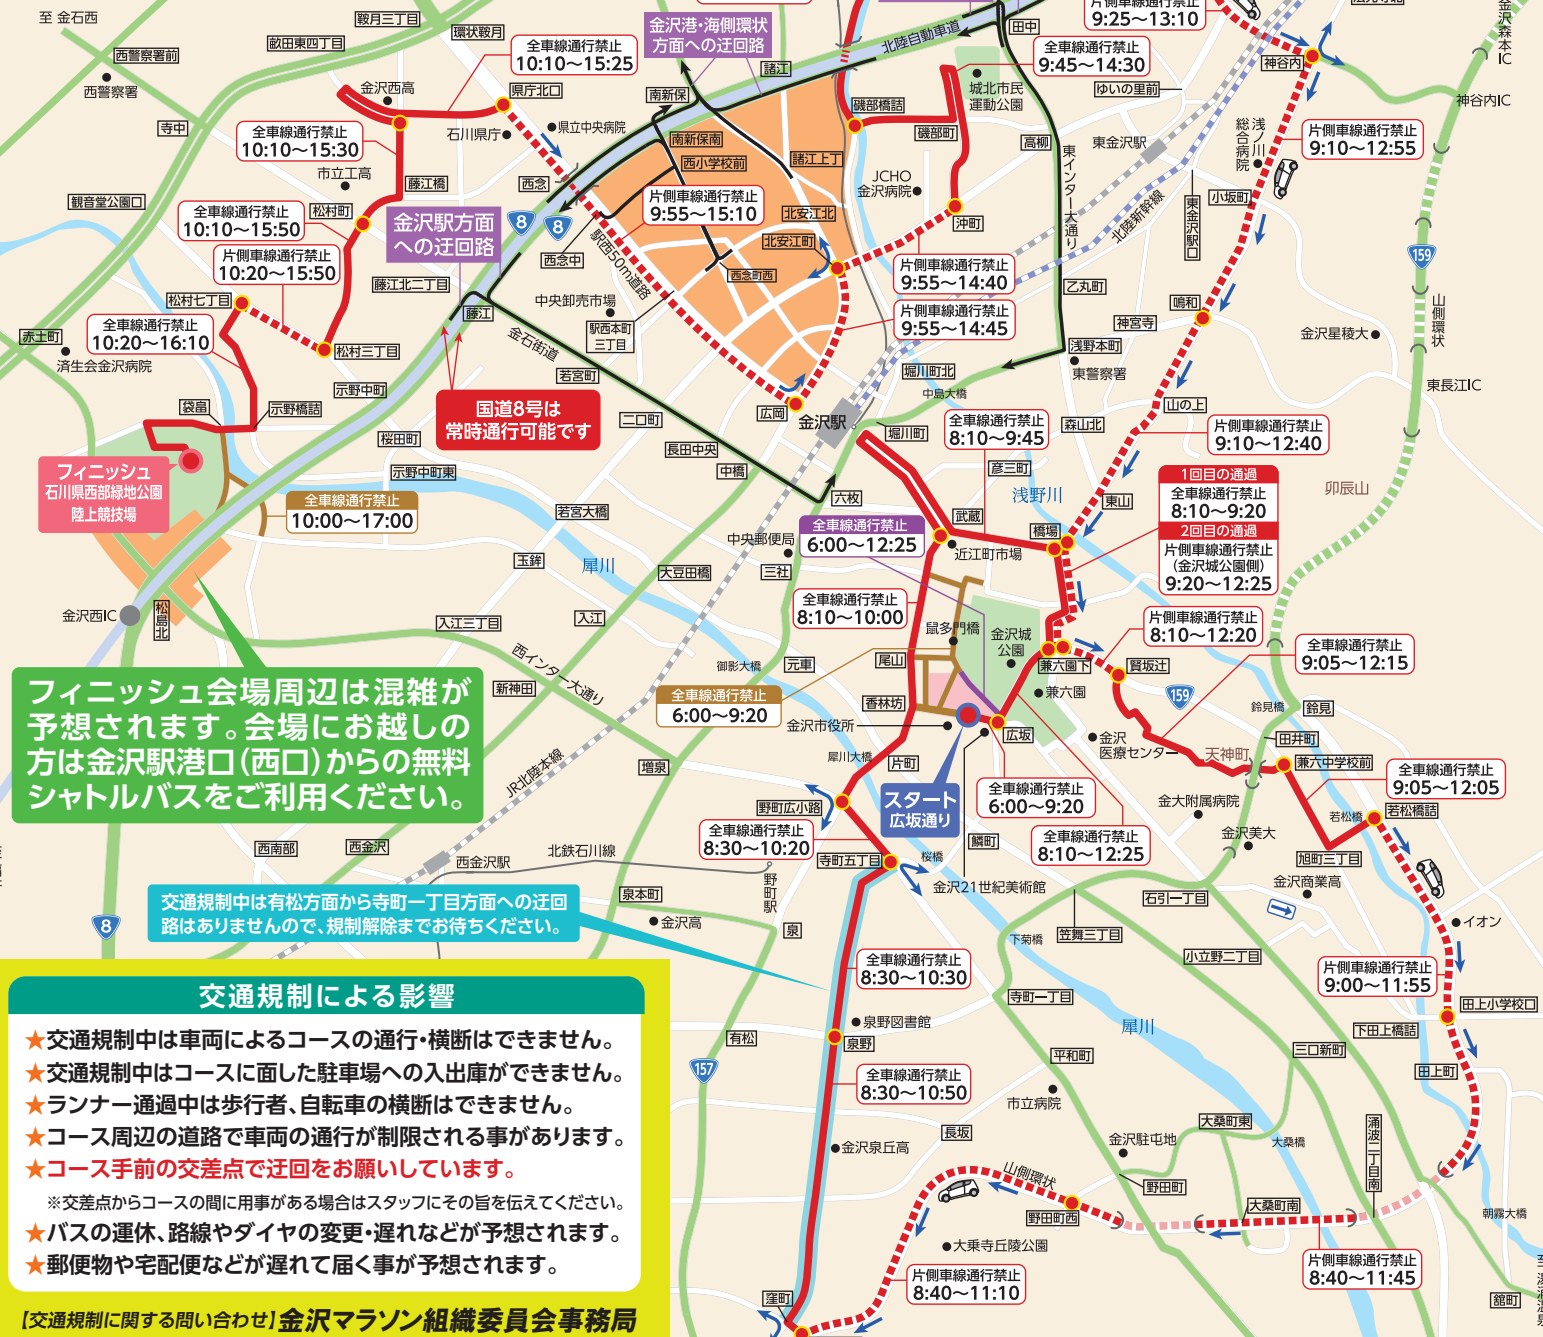 至 金石西
鞍月三丁目
畝田東四丁目
環状鞍月
西警察署前
西警察署
寺中
全車線通行禁止
10:10〜15:25
金沢西高
県庁北口
石川県庁
県立中央病院
全車線通行禁止
10:10〜15:30
市立工高
藤江橋
観音堂公園口
全車線通行禁止
10:10〜15:50
松村町
片側車線通行禁止
10:20〜15:50
松村七丁目
全車線通行禁止
10:20〜16:10
赤土町
済生会金沢病院
松村三丁目
藤江北二丁目
示野中町
袋畠
示野橋詰
桜田町
示野中町東
金沢港・海側環状
方面への迂回路
北陸自動車道
田中
諸江
南新保
南新保南
西小学校前
諸江上丁
西念
金沢駅方面
への迂回路
8
8
片側車線通行禁止
9:55〜15:10
北安江北
北安江町
西念中
駅西50m道路
西念町西
中央卸売市場
駅西本町
三丁目
藤江
金石街道
若宮町
二口町
長田中央
中橋
広岡
金沢駅
国道8号は
常時通行可能です
磯部橋詰
磯部町
城北市民
運動公園
全車線通行禁止
9:45〜14:30
片側車線通行禁止
9:25〜13:10
神谷内
金沢森本IC
神谷内IC
ゆいの里前
高柳
東金沢駅
東インター大通り
浅ノ川
総合病院
片側車線通行禁止
9:10〜12:55
JCHO
金沢病院
沖町
北陸新幹線
東金沢駅口
小坂町
159
山側環状
片側車線通行禁止
9:55〜14:40
片側車線通行禁止
9:55〜14:45
乙丸町
神宮寺
鳴和
金沢星稜大
浅野本町
東警察署
堀川町北
中島大橋
東長江IC
山の上
森山北
片側車線通行禁止
9:10〜12:40
全車線通行禁止
8:10〜9:45
堀川町
彦三町
浅野川
東山
橋場
武蔵
六枚
近江町市場
1回目の通過
全車線通行禁止
8:10〜9:20
2回目の通過
片側車線通行禁止
(金沢城公園側)
9:20〜12:25
卯辰山
フィニッシュ
石川県西部緑地公園
陸上競技場
全車線通行禁止
10:00〜17:00
若宮大橋
犀川
玉鉾
金沢西IC
松島北
入江三丁目
入江
大豆田橋
中央郵便局
三社
全車線通行禁止
6:00〜12:25
全車線通行禁止
8:10〜10:00
鼠多門橋
金沢城
公園
尾山
香林坊
元車
御影大橋
西インター大通り
新神田
全車線通行禁止
6:00〜9:20
金沢市役所
兼六園下
兼六園
広坂
片側車線通行禁止
8:10〜12:20
賢坂辻
159
全車線通行禁止
9:05〜12:15
鈴見橋
鈴見
田井町
金沢
医療センター
天神町
兼六中学校前
フィニッシュ会場周辺は混雑が
予想されます。会場にお越しの
方は金沢駅港口(西口)からの無料
シャトルバスをご利用ください。
JR北陸本線
増泉
犀川大橋
片町
スタート
広坂通り
全車線通行禁止
6:00〜9:20
金大附属病院
金沢美大
全車線通行禁止
9:05〜12:05
若松橋
若松橋詰
旭町三丁目
野町広小路
全車線通行禁止
8:30〜10:20
鱗町
全車線通行禁止
8:10〜12:25
西南部
西金沢
西金沢駅
北鉄石川線
寺町五丁目
桜橋
金沢21世紀美術館
野町駅
泉本町
金沢高
泉
金沢商業高
石引一丁目
イオン
8
交通規制中は有松方面から寺町一丁目方面への迂回
路はありませんので、規制解除までお待ちください。
下菊橋
笠舞三丁目
小立野二丁目
全車線通行禁止
8:30〜10:30
片側車線通行禁止
9:00〜11:55
寺町一丁目
犀川
田上小学校口
下田上橋詰
泉野図書館
泉野
有松
三口新町
平和町
田上町
157
全車線通行禁止
8:30〜10:50
市立病院
大桑町東
長坂
金沢駐屯地
大桑橋
涌波二丁目南
金沢泉丘高
山側環状
野田町
野田町西
大桑町南
朝霧大橋
大乗寺丘陵公園
片側車線通行禁止
8:40〜11:10
片側車線通行禁止
8:40〜11:45
窪町
舘町
交通規制による影響
★交通規制中は車両によるコースの通行・横断はできません。
★交通規制中はコースに面した駐車場への入出庫ができません。
★ランナー通過中は歩行者、自転車の横断はできません。
★コース周辺の道路で車両の通行が制限される事があります。
★コース手前の交差点で迂回をお願いしています。
※交差点からコースの間に用事がある場合はスタッフにその旨を伝えてください。
★バスの運休、路線やダイヤの変更・遅れなどが予想されます。
★郵便物や宅配便などが遅れて届く事が予想されます。
【交通規制に関する問い合わせ】金沢マラソン組織委員会事務局